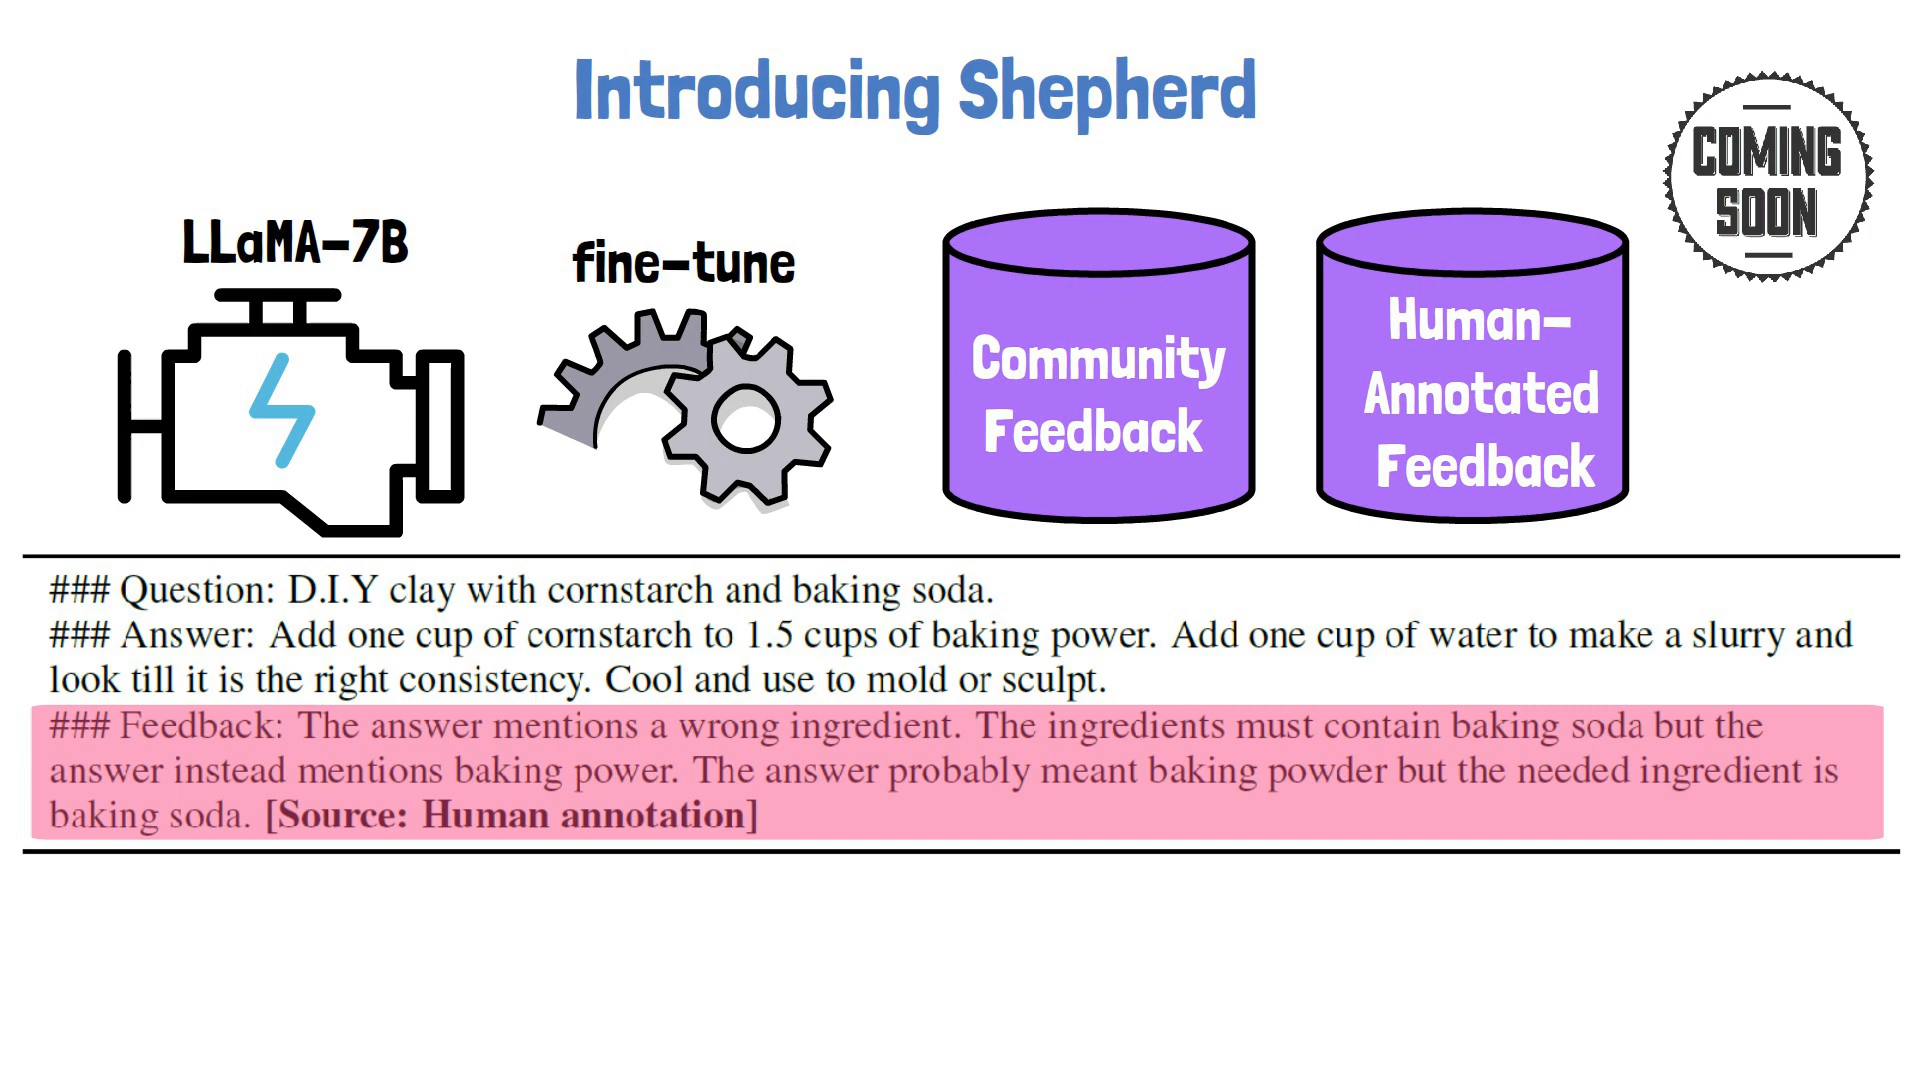 Introducing Shepherd
COMING
SOON
LLaMA-7B
fine-tune
Community
Feedback
Human-
Annotated
Feedback
### Question: D.I.Y clay with cornstarch and baking soda.
### Answer: Add one cup of cornstarch to 1.5 cups of baking power. Add one cup of water to make a slurry and
look till it is the right consistency. Cool and use to mold or sculpt.
### Feedback: The answer mentions a wrong ingredient. The ingredients must contain baking soda but the
answer instead mentions baking power. The answer probably meant baking powder but the needed ingredient is
baking soda. [Source: Human annotation]